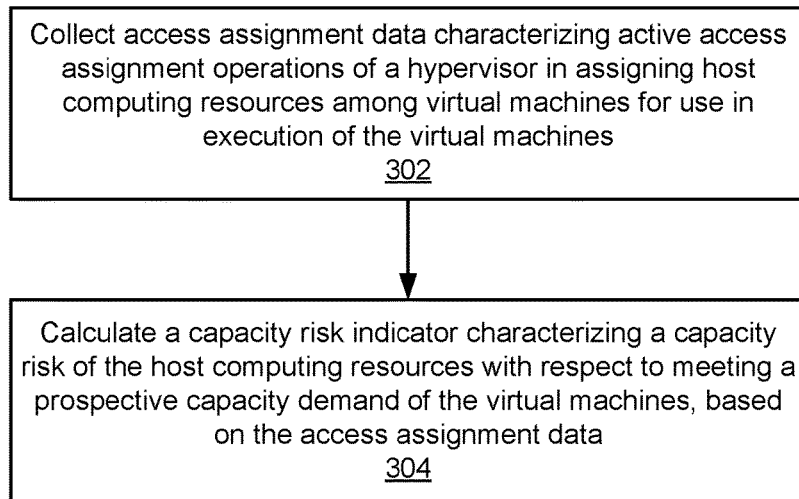 Collect access assignment data characterizing active access
assignment operations of a hypervisor in assigning host
computing resources among virtual machines for use in
execution of the virtual machines
302
Calculate a capacity risk indicator characterizing a capacity
risk of the host computing resources with respect to meeting a
prospective capacity demand of the virtual machines, based
on the access assignment data
304